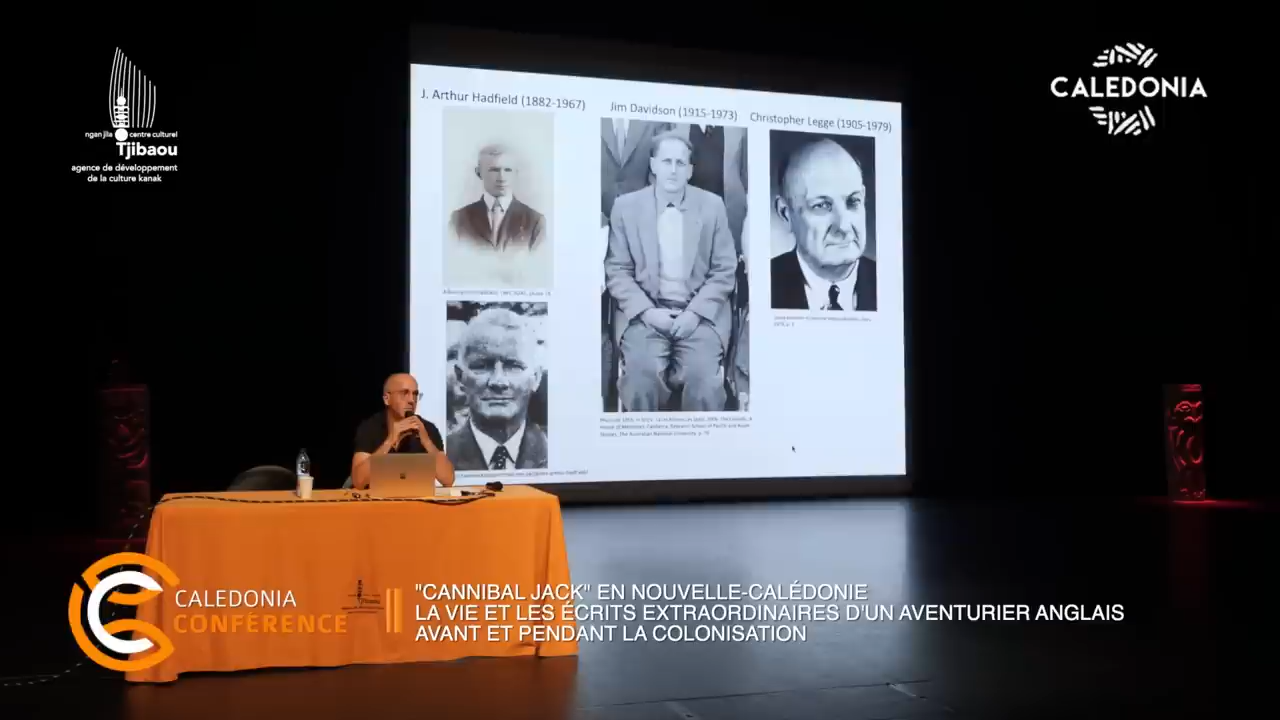 ngan jila centre culturel
Tjibaou
agence de développement
de la culture kanak
CALEDONIA
J. Arthur Hadfield (1882-1967)
Jim Davidson (1915-1973)
Christopher Legge (1905-1979)
CALEDONIA
CONFÉRENCE
"CANNIBAL JACK" EN NOUVELLE-CALÉDONIE
LA VIE ET LES ÉCRITS EXTRAORDINAIRES D'UN AVENTURIER ANGLAIS
AVANT ET PENDANT LA COLONISATION